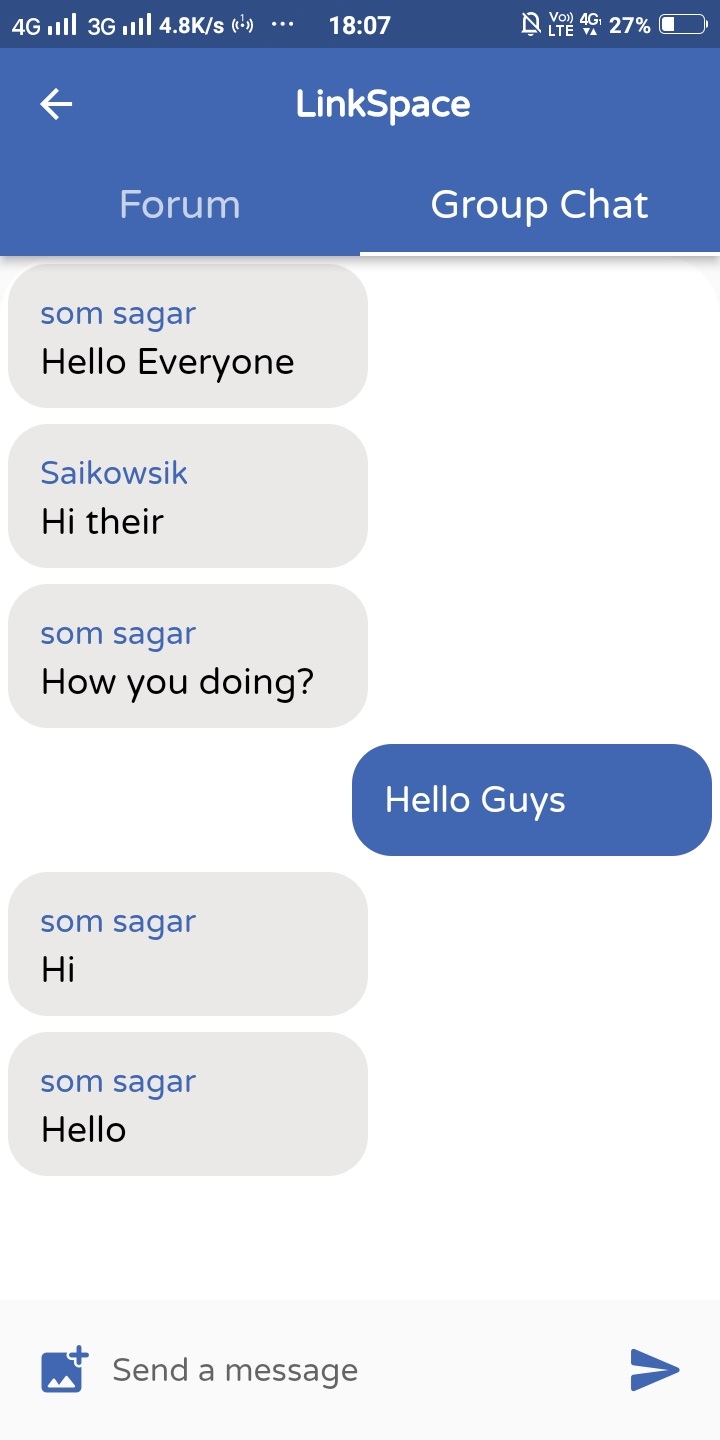 4G 3G 4.8K/s ... 18:07 Vo)) LTE 4G 27%
LinkSpace
Forum Group Chat
som sagar
Hello Everyone
Saikowsik
Hi their
som sagar
How you doing?
Hello Guys
som sagar
Hi
som sagar
Hello
Send a message